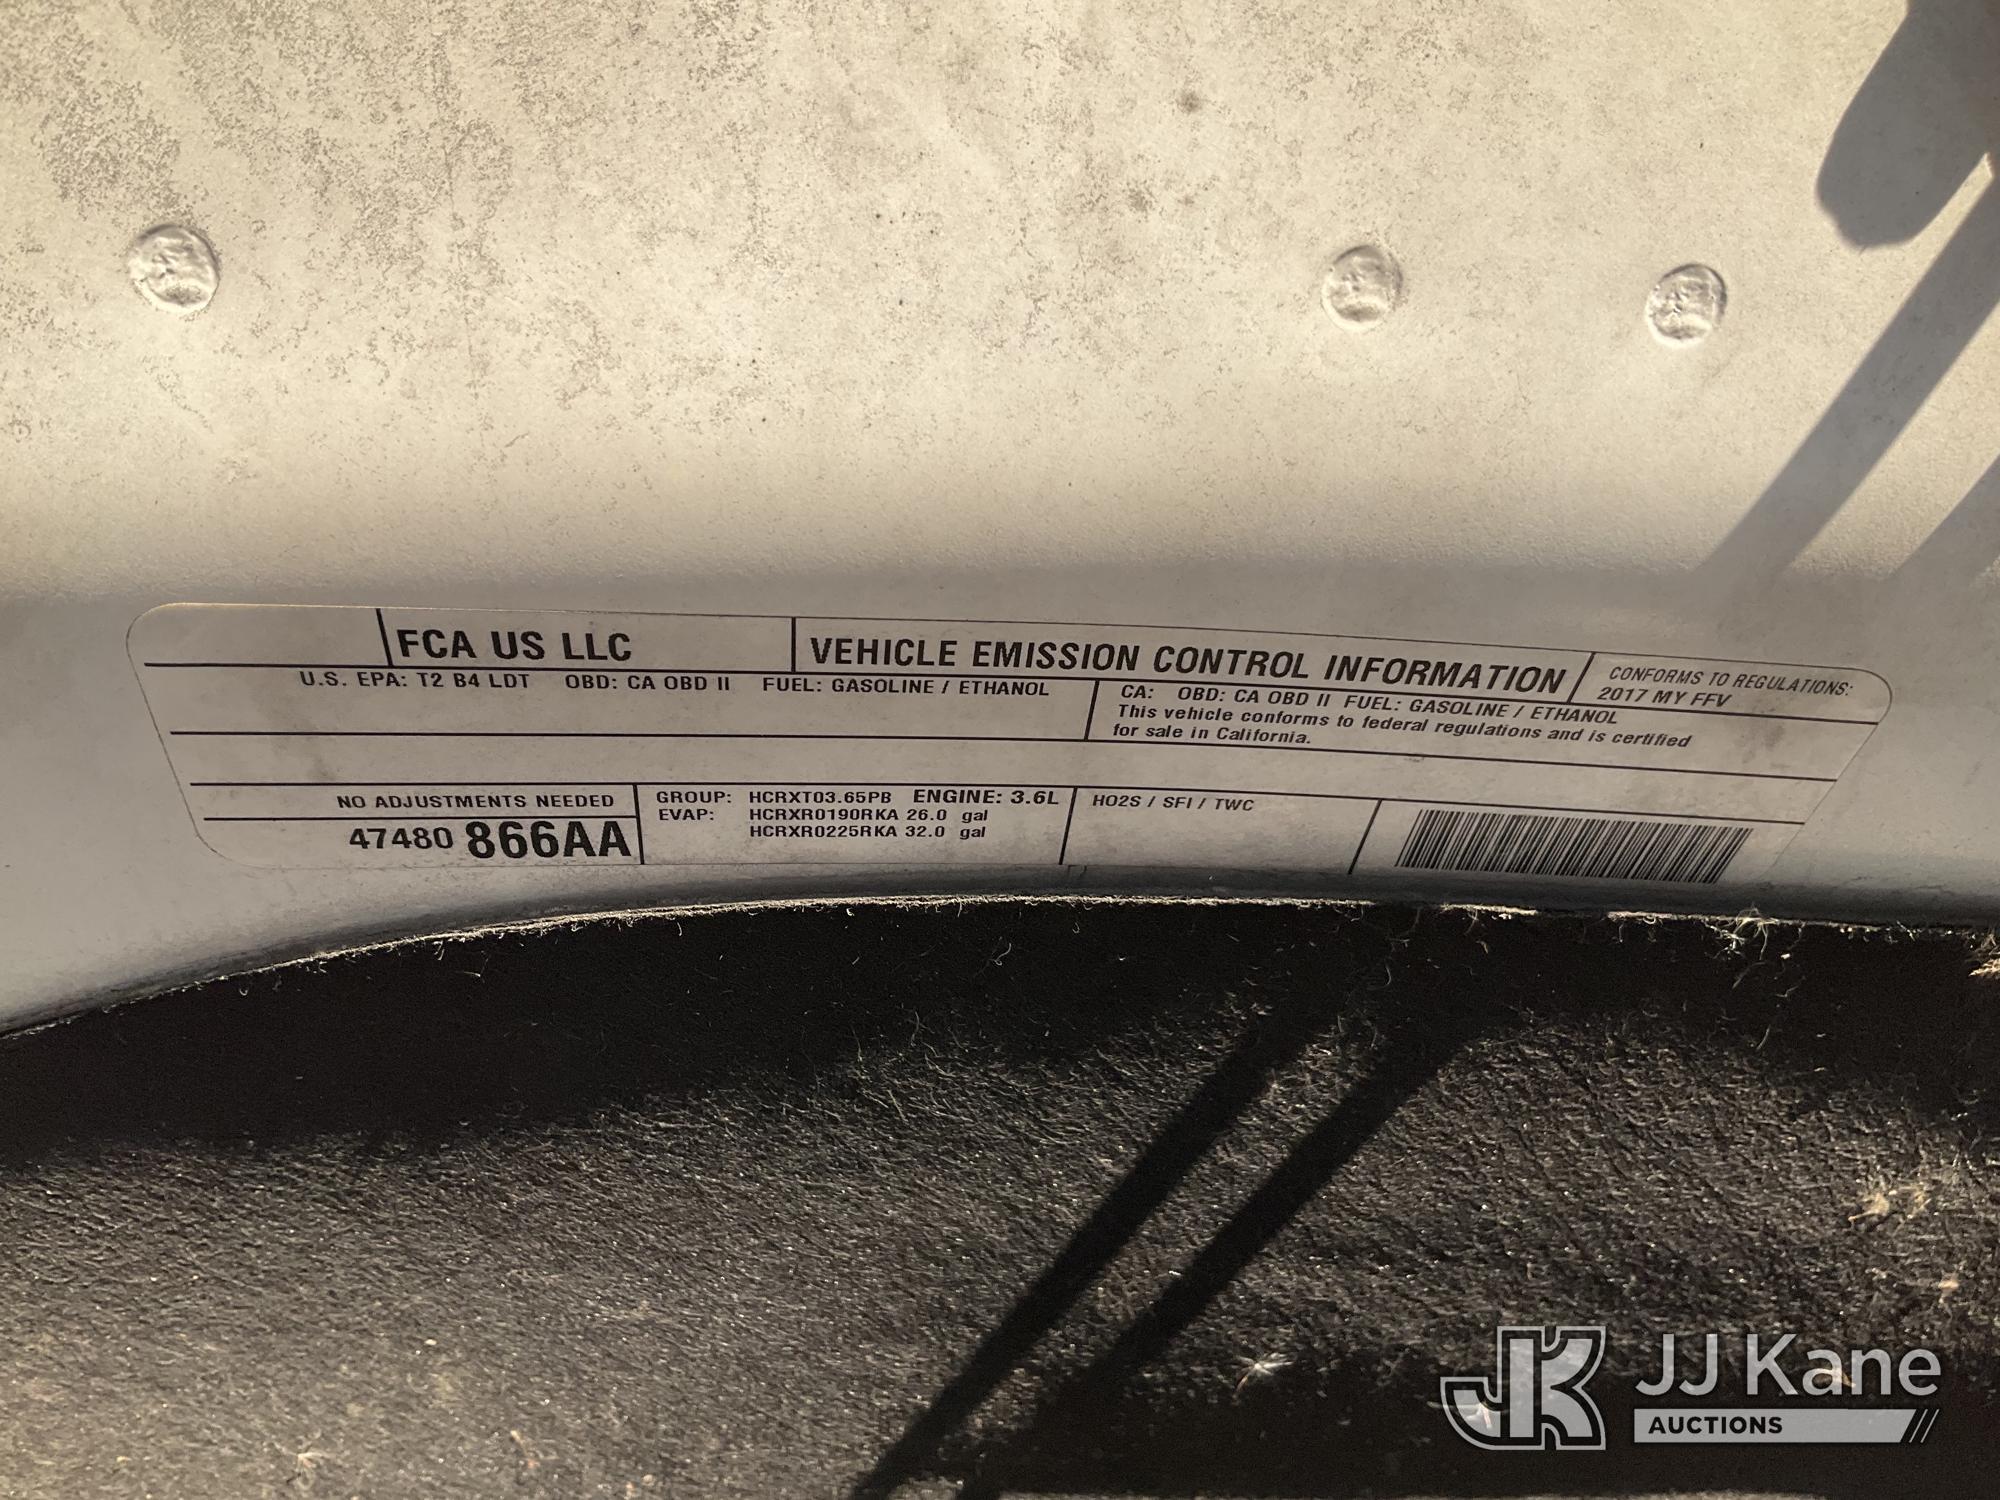 FCA US LLC
VEHICLE EMISSION CONTROL INFORMATION
CONFORMS TO REGULATIONS:
2017 MY FFV
U.S. EPA: T2 B4 LDT OBD: CA OBD II FUEL: GASOLINE / ETHANOL
CA: OBD: CA OBD II FUEL: GASOLINE / ETHANOL
This vehicle conforms to federal regulations and is certified
for sale in California.
NO ADJUSTMENTS NEEDED
47480 866AA
GROUP: HCRXT03.65PB ENGINE: 3.6L
EVAP: HCRXR0190RKA 26.0 gal
HCRXR0225RKA 32.0 gal
HO2S / SFI / TWC
JK JJ Kane
AUCTIONS